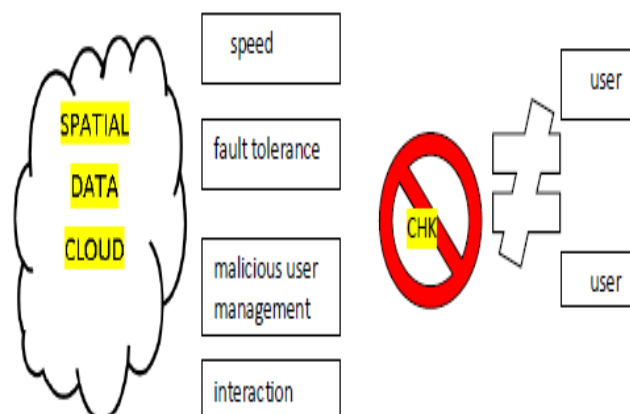 SPATIAL
DATA
CLOUD
speed
fault tolerance
malicious user
management
interaction
CHK
user
user